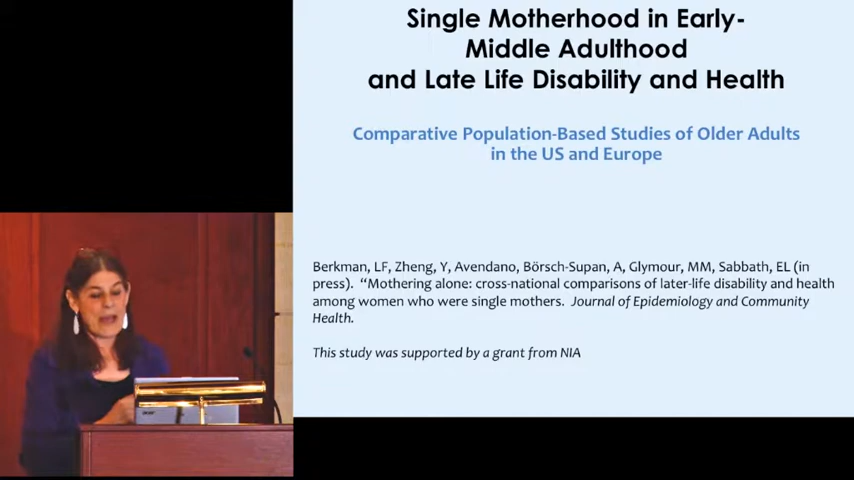 Single Motherhood in Early-
Middle Adulthood
and Late Life Disability and Health
Comparative Population-Based Studies of Older Adults
in the US and Europe
Berkman, LF, Zheng, Y, Avendano, Börsch-Supan, A, Glymour, MM, Sabbath, EL (in
press). “Mothering alone: cross-national comparisons of later-life disability and health
among women who were single mothers. Journal of Epidemiology and Community
Health.
This study was supported by a grant from NIA
acer